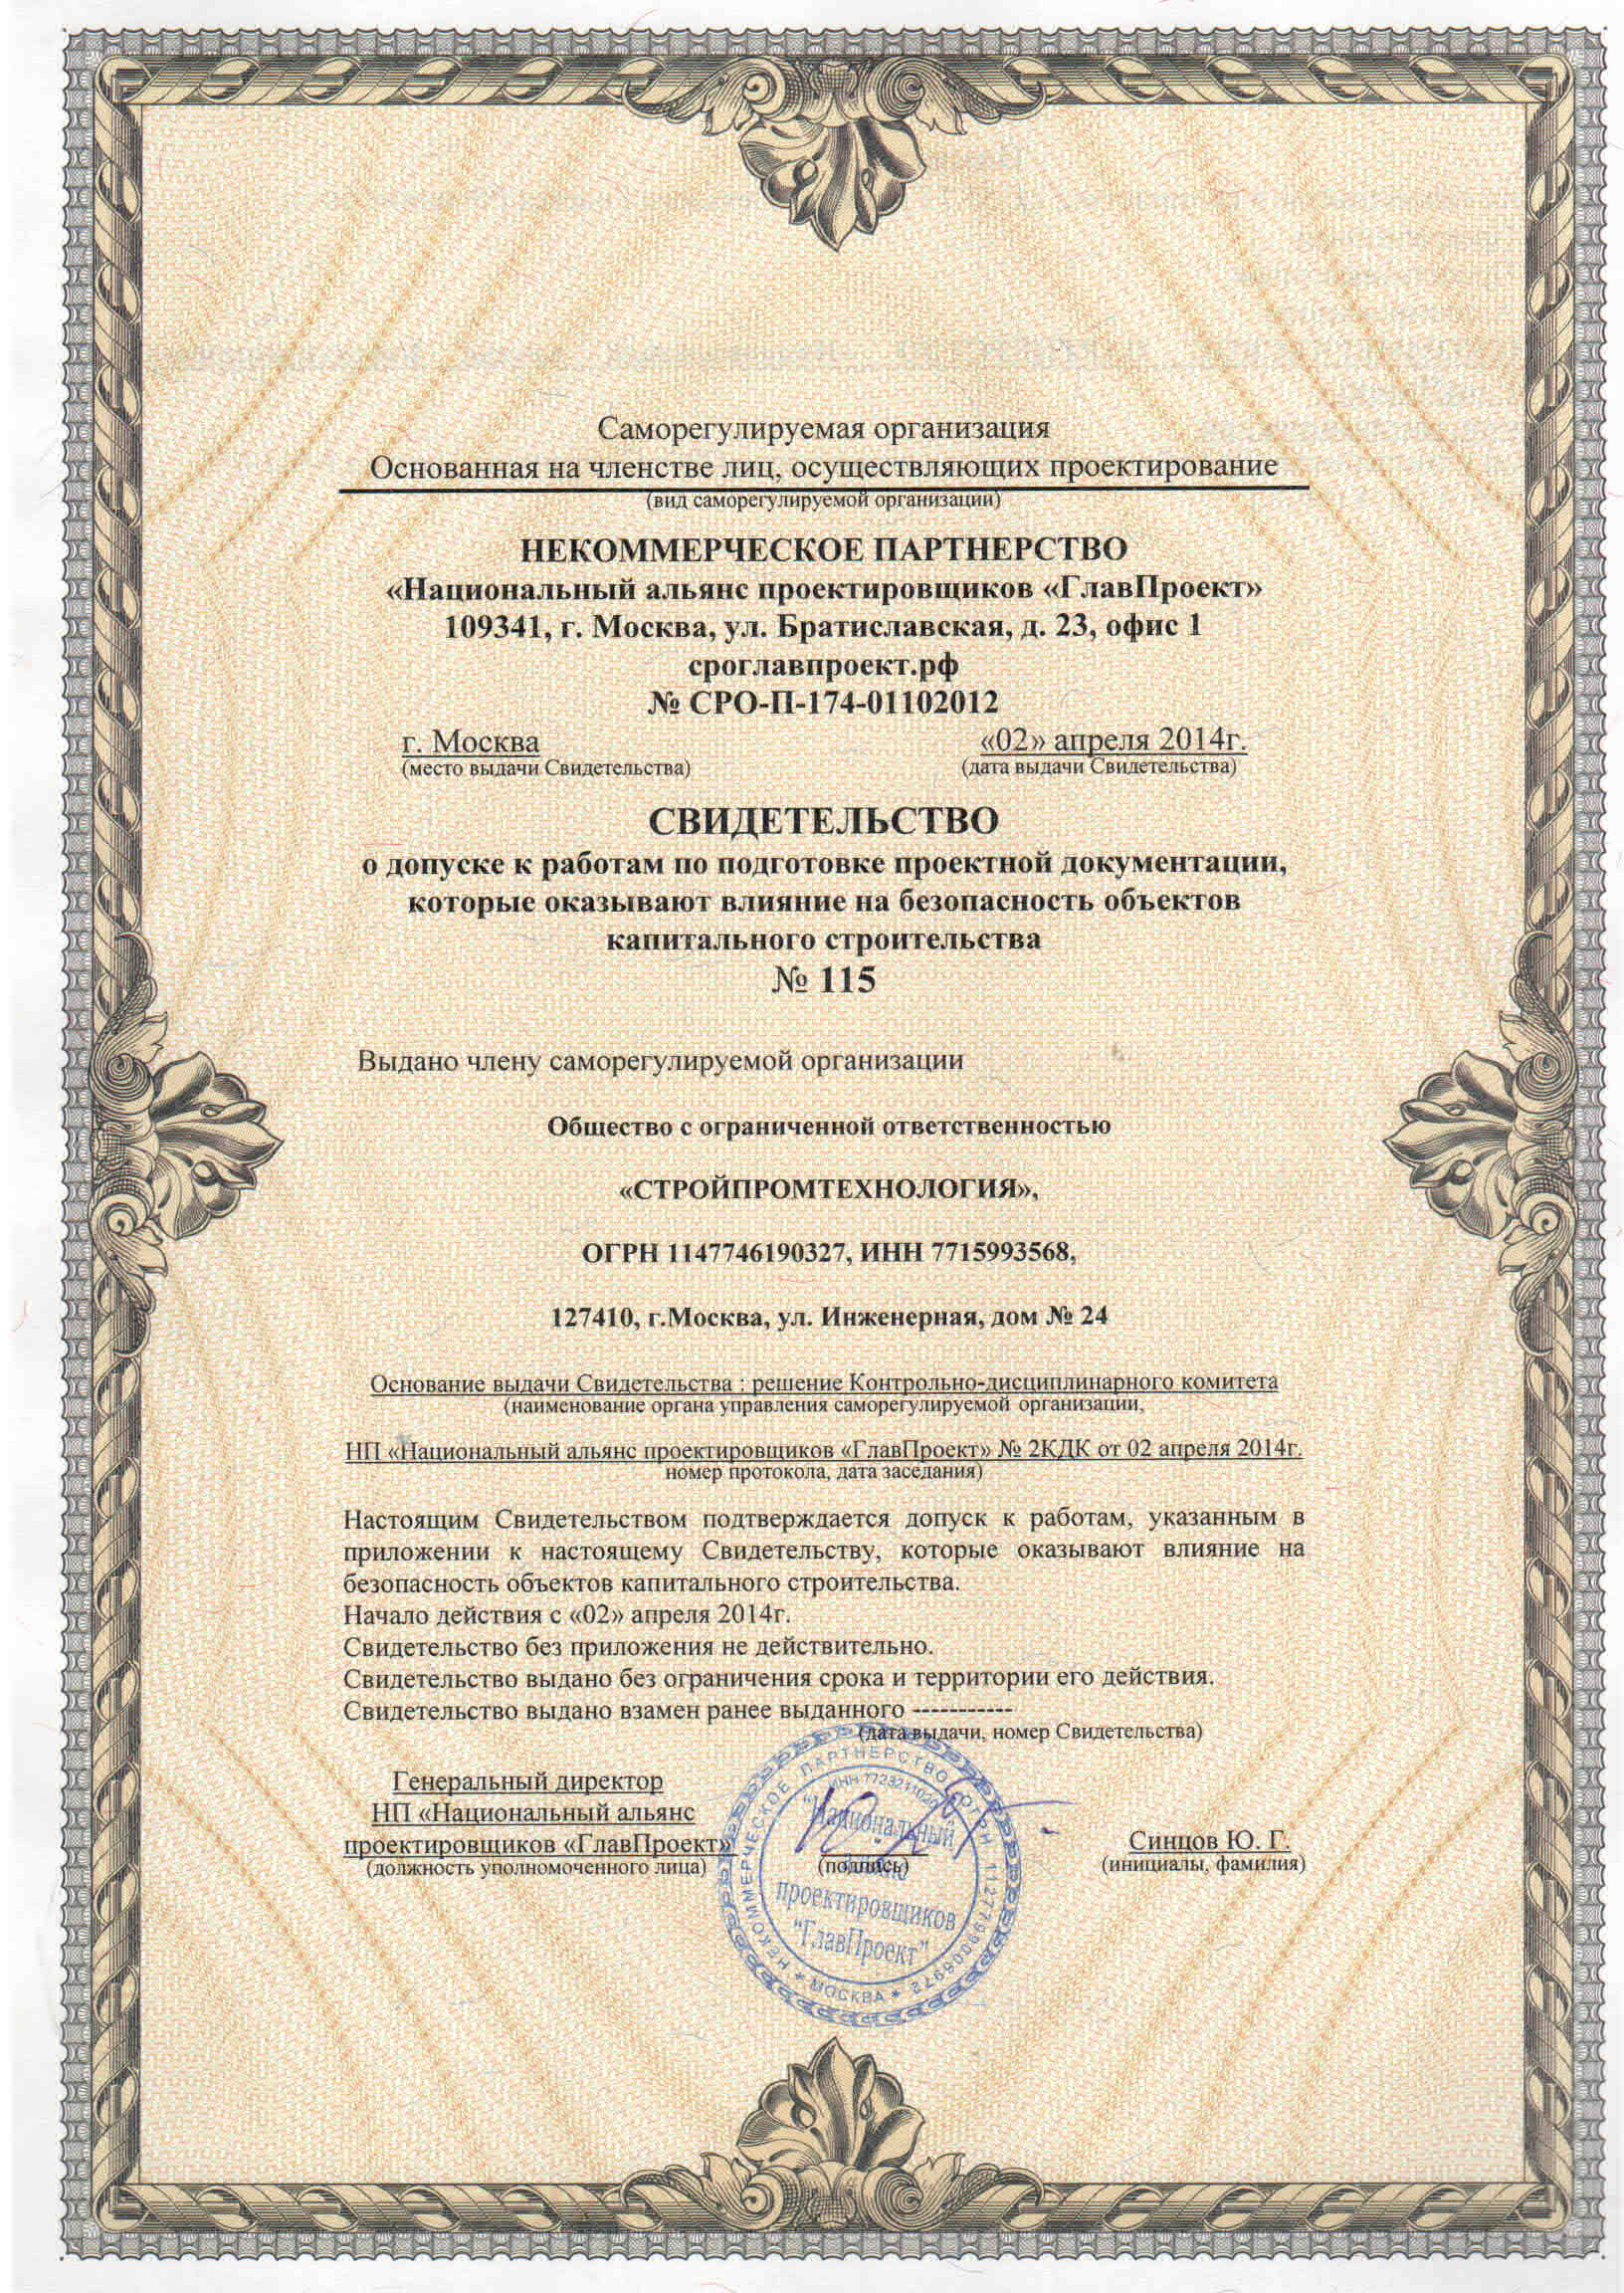 Саморегулируемая организация
Основанная на членстве лиц, осуществляющих проектирование
(вид саморегулируемой организации)
НЕКОММЕРЧЕСКОЕ ПАРТНЕРСТВО
«Национальный альянс проектировщиков «ГлавПроект»
109341, г. Москва, ул. Братиславская, д. 23, офис 1
сроглавпроект.рф
№ СРО-П-174-01102012
г. Москва «02» апреля 2014г.
(место выдачи Свидетельства) (дата выдачи Свидетельства)
СВИДЕТЕЛЬСТВО
о допуске к работам по подготовке проектной документации,
которые оказывают влияние на безопасность объектов
капитального строительства
№ 115
Выдано члену саморегулируемой организации
Общество с ограниченной ответственностью
«СТРОЙПРОМТЕХНОЛОГИЯ»,
ОГРН 1147746190327, ИНН 7715993568,
127410, г.Москва, ул. Инженерная, дом № 24
Основание выдачи Свидетельства : решение Контрольно-дисциплинарного комитета
(наименование органа управления саморегулируемой организации,
НП «Национальный альянс проектировщиков «ГлавПроект» № 2КДК от 02 апреля 2014г.
номер протокола, дата заседания)
Настоящим Свидетельством подтверждается допуск к работам, указанным в
приложении к настоящему Свидетельству, которые оказывают влияние на
безопасность объектов капитального строительства.
Начало действия с «02» апреля 2014г.
Свидетельство без приложения не действительно.
Свидетельство выдано без ограничения срока и территории его действия.
Свидетельство выдано взамен ранее выданного -----------
(дата выдачи, номер Свидетельства)
Генеральный директор
НП «Национальный альянс
проектировщиков «ГлавПроект»
(должность уполномоченного лица) (подпись)
Синцов Ю. Г.
(инициалы, фамилия)
НЕКОММЕРЧЕСКОЕ ПАРТНЕРСТВО * ОГРН 1127799006972 * МОСКВА *
"Национальный
проектировщиков
"ГлавПроект"